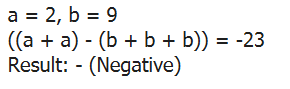 a = 2, b = 9
((a + a) - (b + b + b)) = -23
Result: - (Negative)